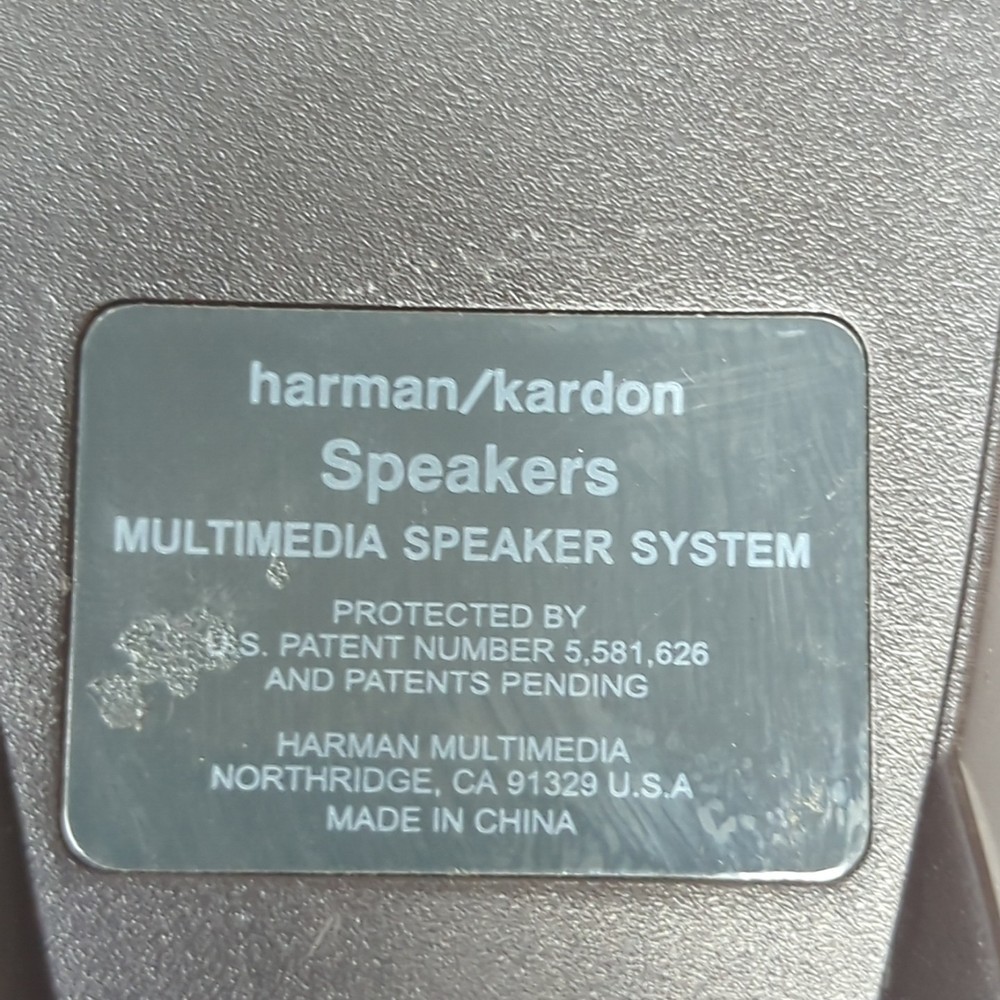 harman/kardon
Speakers
MULTIMEDIA SPEAKER SYSTEM
PROTECTED BY
U.S. PATENT NUMBER 5,581,626
AND PATENTS PENDING
HARMAN MULTIMEDIA
NORTHRIDGE, CA 91329 U.S.A
MADE IN CHINA